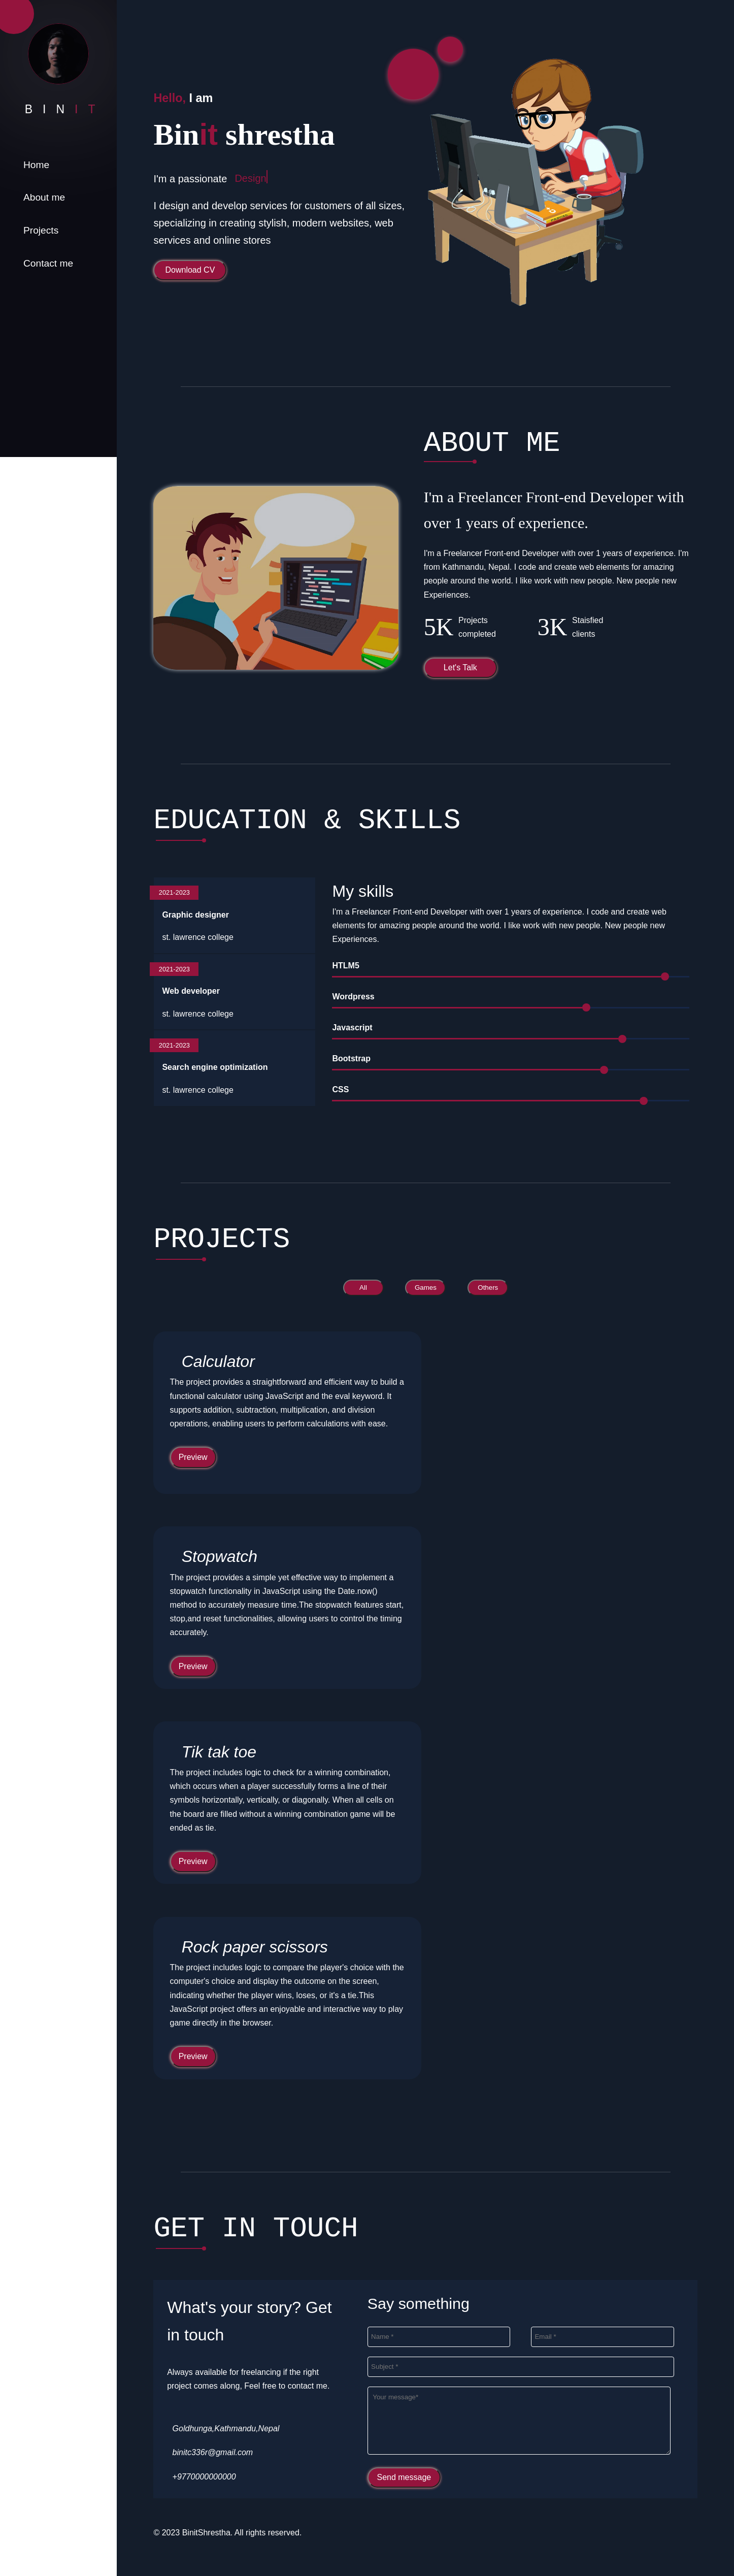 BINIT
Home
About me
Projects
Contact me
Hello, I am
Binit shrestha
I'm a passionate Design
I design and develop services for customers of all sizes,
specializing in creating stylish, modern websites, web
services and online stores
Download CV
ABOUT ME
I'm a Freelancer Front-end Developer with
over 1 years of experience.
I'm a Freelancer Front-end Developer with over 1 years of experience. I'm
from Kathmandu, Nepal. I code and create web elements for amazing
people around the world. I like work with new people. New people new
Experiences.
5K Projects
completed
3K Staisfied
clients
Let's Talk
EDUCATION & SKILLS
2021-2023
Graphic designer
st. lawrence college
2021-2023
Web developer
st. lawrence college
2021-2023
Search engine optimization
st. lawrence college
My skills
I'm a Freelancer Front-end Developer with over 1 years of experience. I code and create web
elements for amazing people around the world. I like work with new people. New people new
Experiences.
HTLM5
Wordpress
Javascript
Bootstrap
CSS
PROJECTS
All Games Others
Calculator
The project provides a straightforward and efficient way to build a
functional calculator using JavaScript and the eval keyword. It
supports addition, subtraction, multiplication, and division
operations, enabling users to perform calculations with ease.
Preview
Stopwatch
The project provides a simple yet effective way to implement a
stopwatch functionality in JavaScript using the Date.now()
method to accurately measure time.The stopwatch features start,
stop,and reset functionalities, allowing users to control the timing
accurately.
Preview
Tik tak toe
The project includes logic to check for a winning combination,
which occurs when a player successfully forms a line of their
symbols horizontally, vertically, or diagonally. When all cells on
the board are filled without a winning combination game will be
ended as tie.
Preview
Rock paper scissors
The project includes logic to compare the player's choice with the
computer's choice and display the outcome on the screen,
indicating whether the player wins, loses, or it's a tie.This
JavaScript project offers an enjoyable and interactive way to play
game directly in the browser.
Preview
GET IN TOUCH
What's your story? Get
in touch
Always available for freelancing if the right
project comes along, Feel free to contact me.
Goldhunga,Kathmandu,Nepal
binitc336r@gmail.com
+9770000000000
Say something
Name * Email *
Subject *
Your message*
Send message
© 2023 BinitShrestha. All rights reserved.